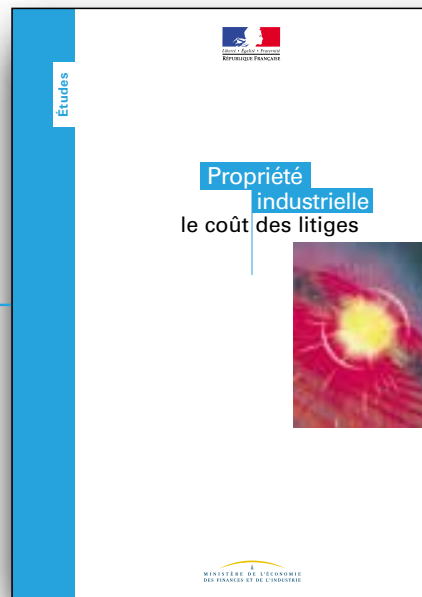 Études
Liberté • Égalité • Fraternité
RÉPUBLIQUE FRANÇAISE
Propriété
industrielle
le coût des litiges
MINISTÈRE DE L'ÉCONOMIE
DES FINANCES ET DE L'INDUSTRIE